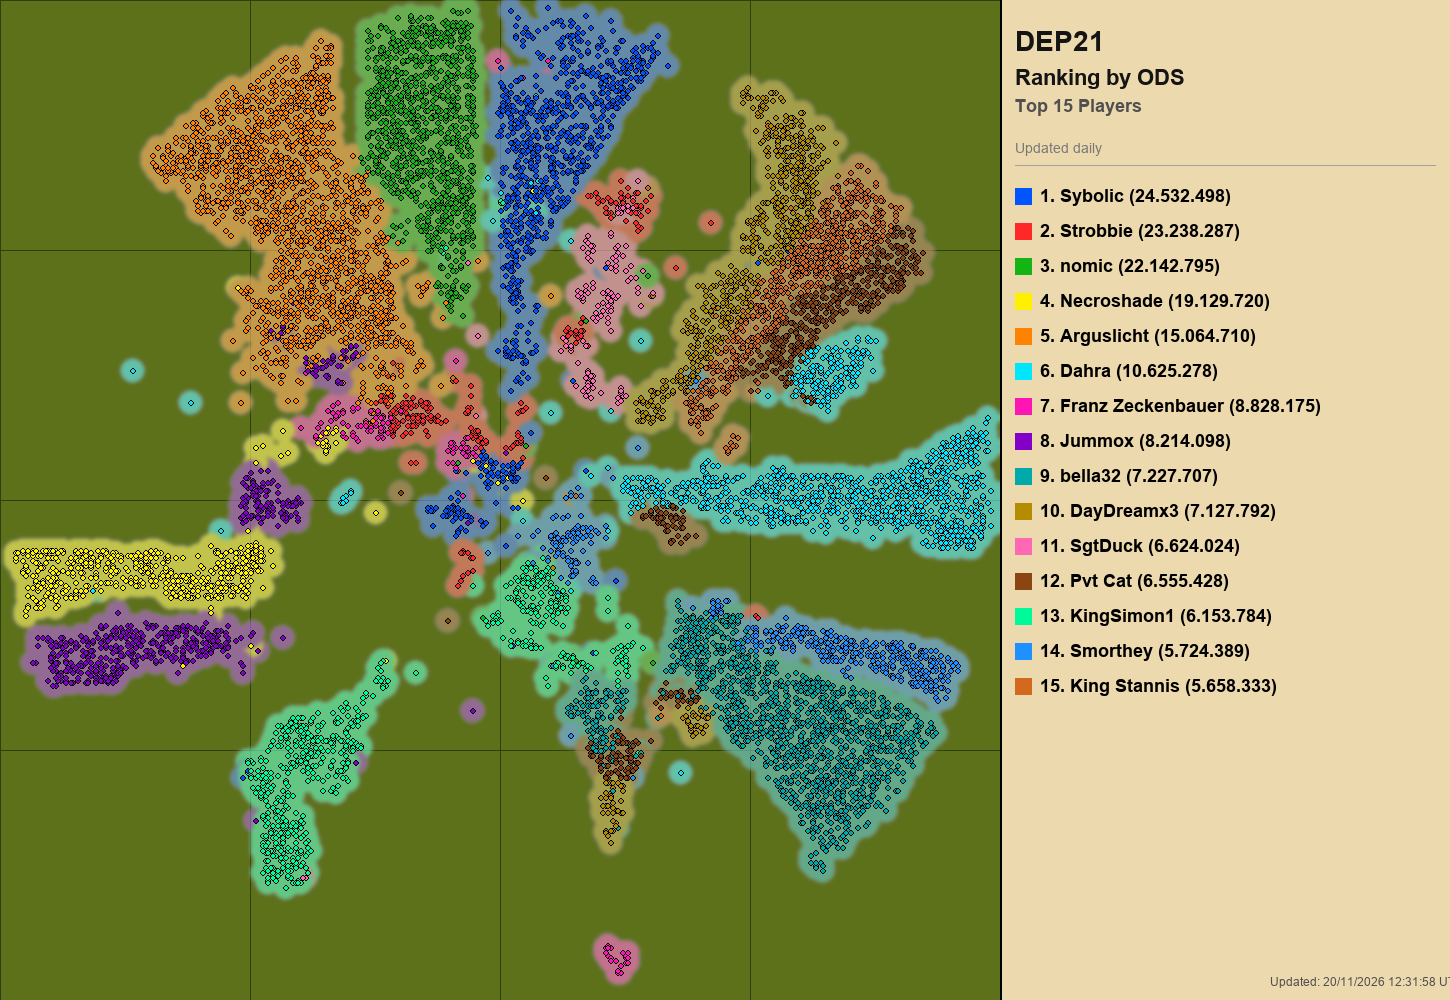 DEP21
Ranking by ODS
Top 15 Players
Updated daily
1. Sybolic (24.532.498)
2. Strobbie (23.238.287)
3. nomic (22.142.795)
4. Necroshade (19.129.720)
5. Arguslicht (15.064.710)
6. Dahra (10.625.278)
7. Franz Zeckenbauer (8.828.175)
8. Jummox (8.214.098)
9. bella32 (7.227.707)
10. DayDreamx3 (7.127.792)
11. SgtDuck (6.624.024)
12. Pvt Cat (6.555.428)
13. KingSimon1 (6.153.784)
14. Smorthey (5.724.389)
15. King Stannis (5.658.333)
Updated: 20/11/2026 12:31:58